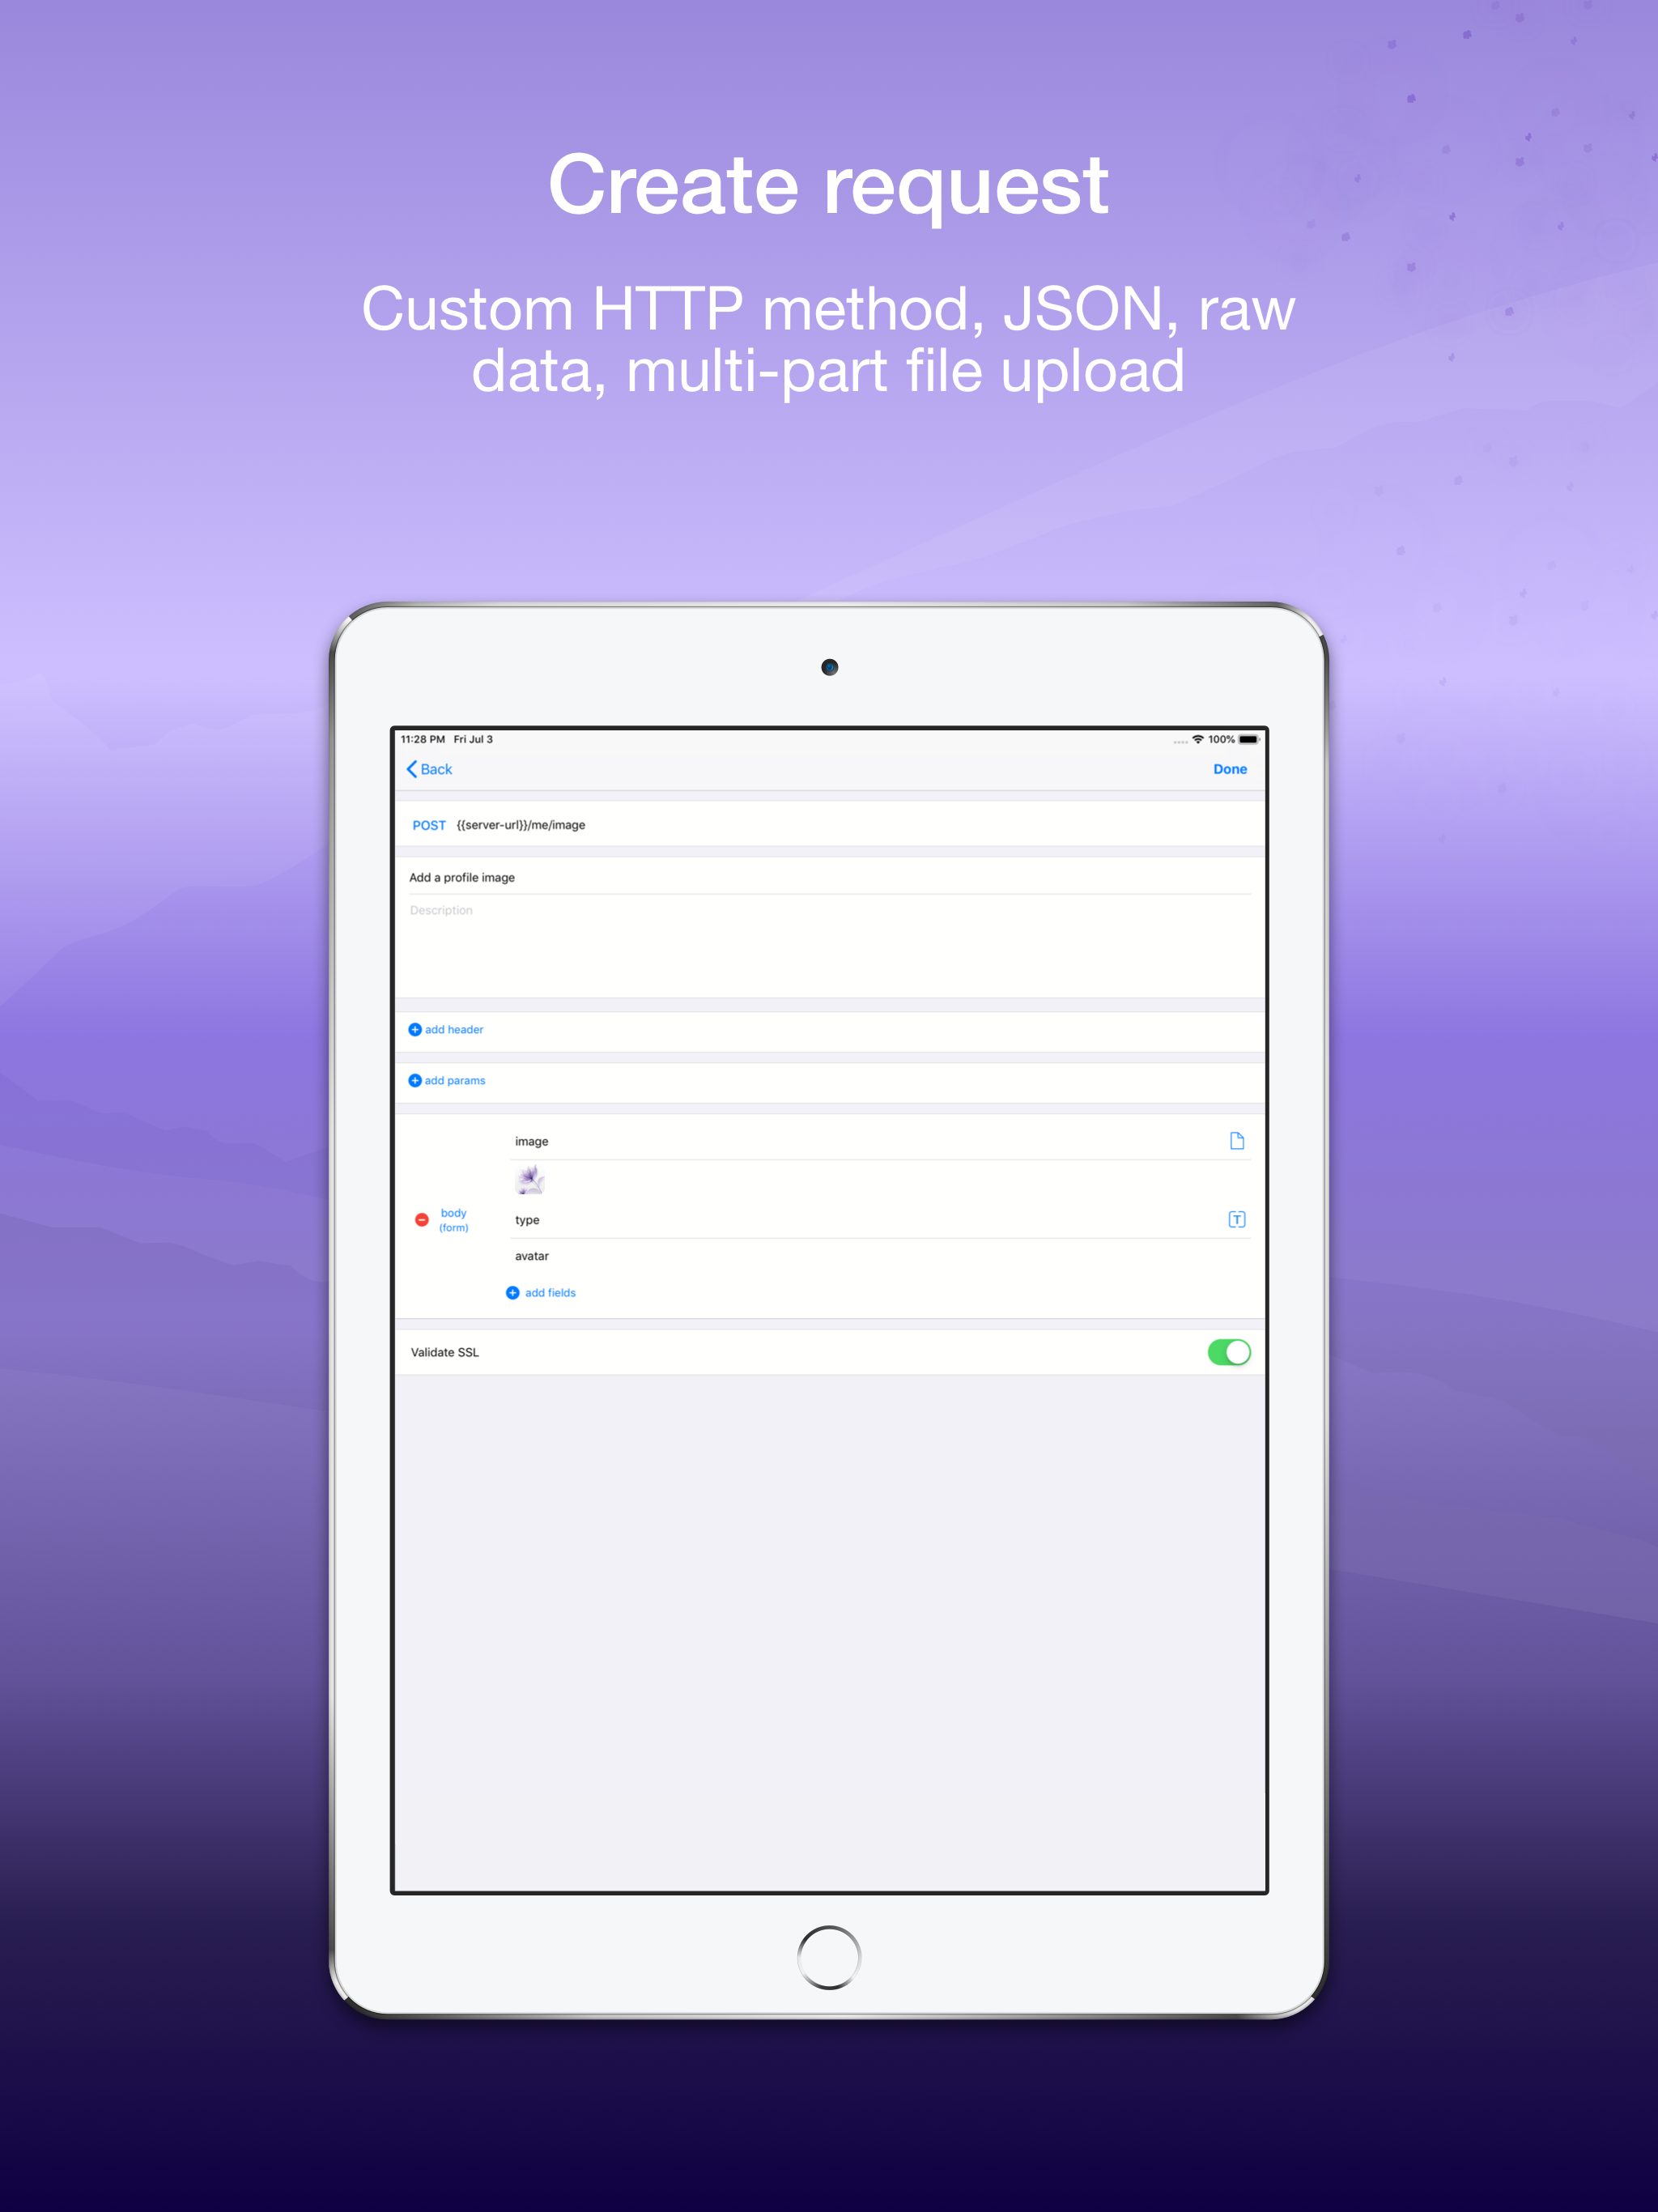 Create request
Custom HTTP method, JSON, raw
data, multi-part file upload
11:28 PM Fri Jul 3
100%
Back
Done
POST {{server-url}}/me/image
Add a profile image
Description
add header
add params
image
body
(form)
type
T
avatar
add fields
Validate SSL